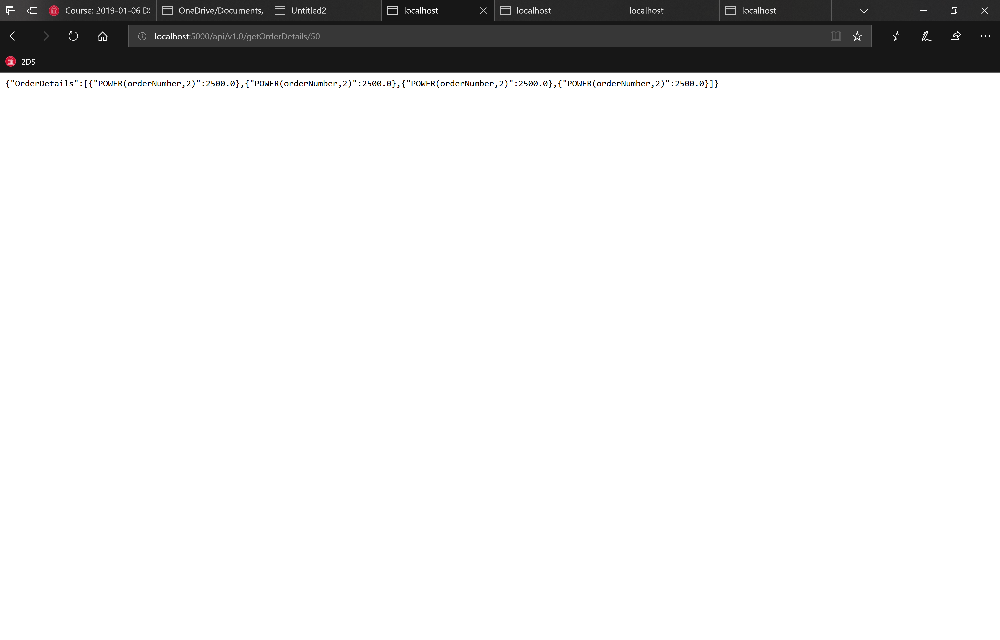 Course: 2019-01-06 D
OneDrive/Documents,
Untitled2
localhost
localhost
localhost
localhost
localhost:5000/api/v1.0/getOrderDetails/50
2DS
{"OrderDetails":[{"POWER(orderNumber,2)":2500.0},{"POWER(orderNumber,2)":2500.0},{"POWER(orderNumber,2)":2500.0},{"POWER(orderNumber,2)":2500.0}]}